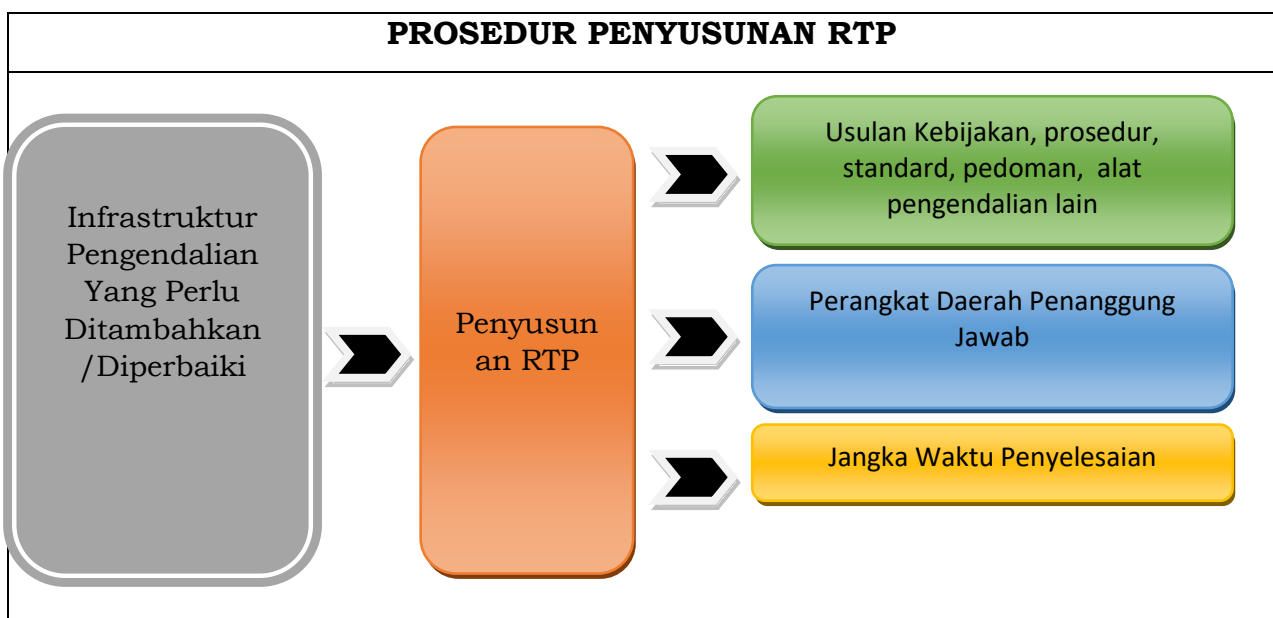 PROSEDUR PENYUSUNAN RTP
Infrastruktur
Pengendalian
Yang Perlu
Ditambahkan
/Diperbaiki
Penyusun
an RTP
Usulan Kebijakan, prosedur,
standard, pedoman, alat
pengendalian lain
Perangkat Daerah Penanggung
Jawab
Jangka Waktu Penyelesaian